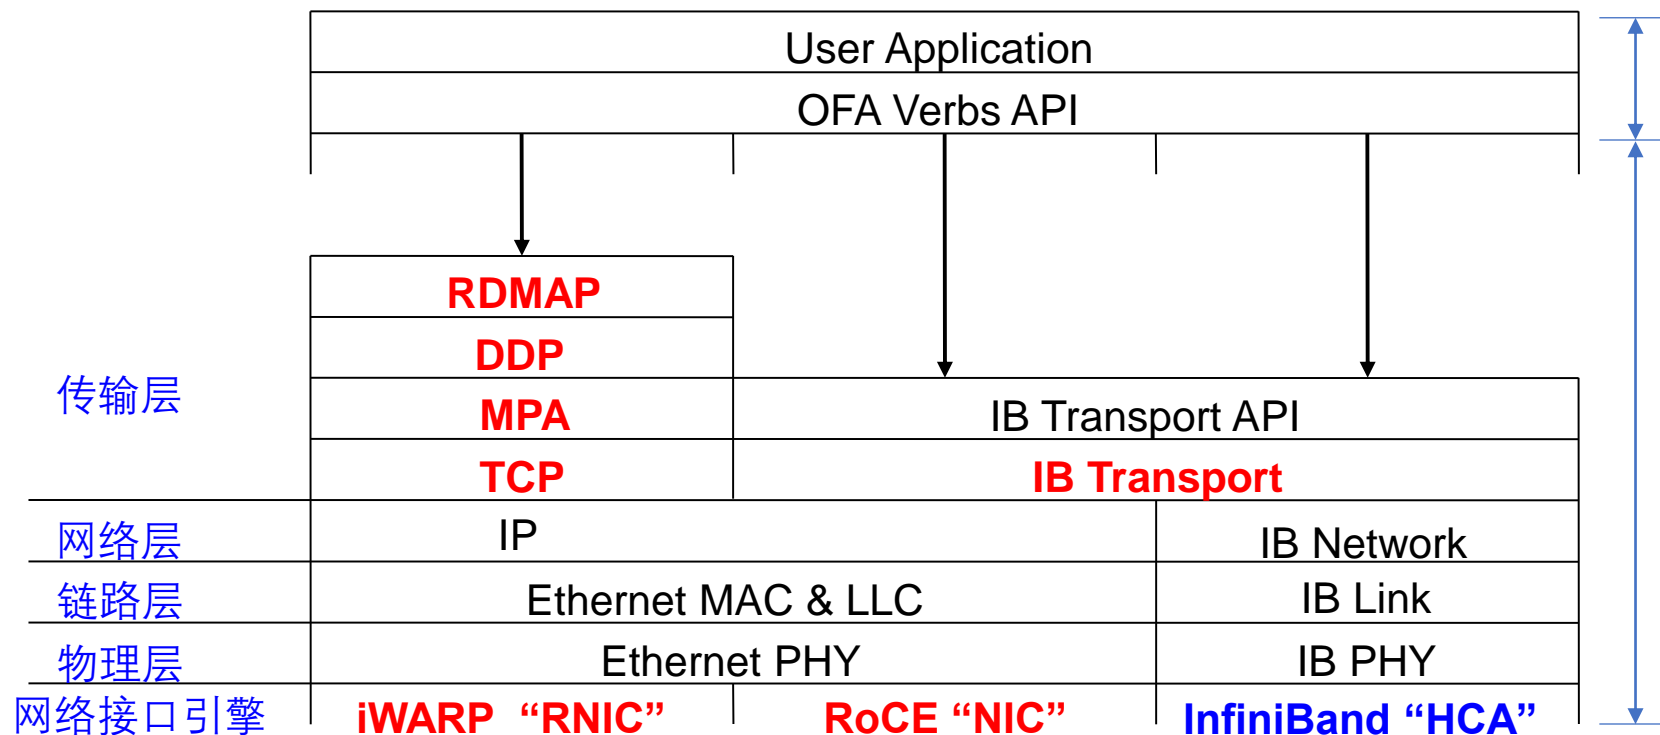 User Application
OFA Verbs API
RDMAP
DDP
传输层
MPA
IB Transport API
TCP
IB Transport
网络层
IP
IB Network
链路层
Ethernet MAC & LLC
IB Link
物理层
Ethernet PHY
IB PHY
网络接口引擎
iWARP “RNIC”
RoCE “NIC”
InfiniBand “HCA”